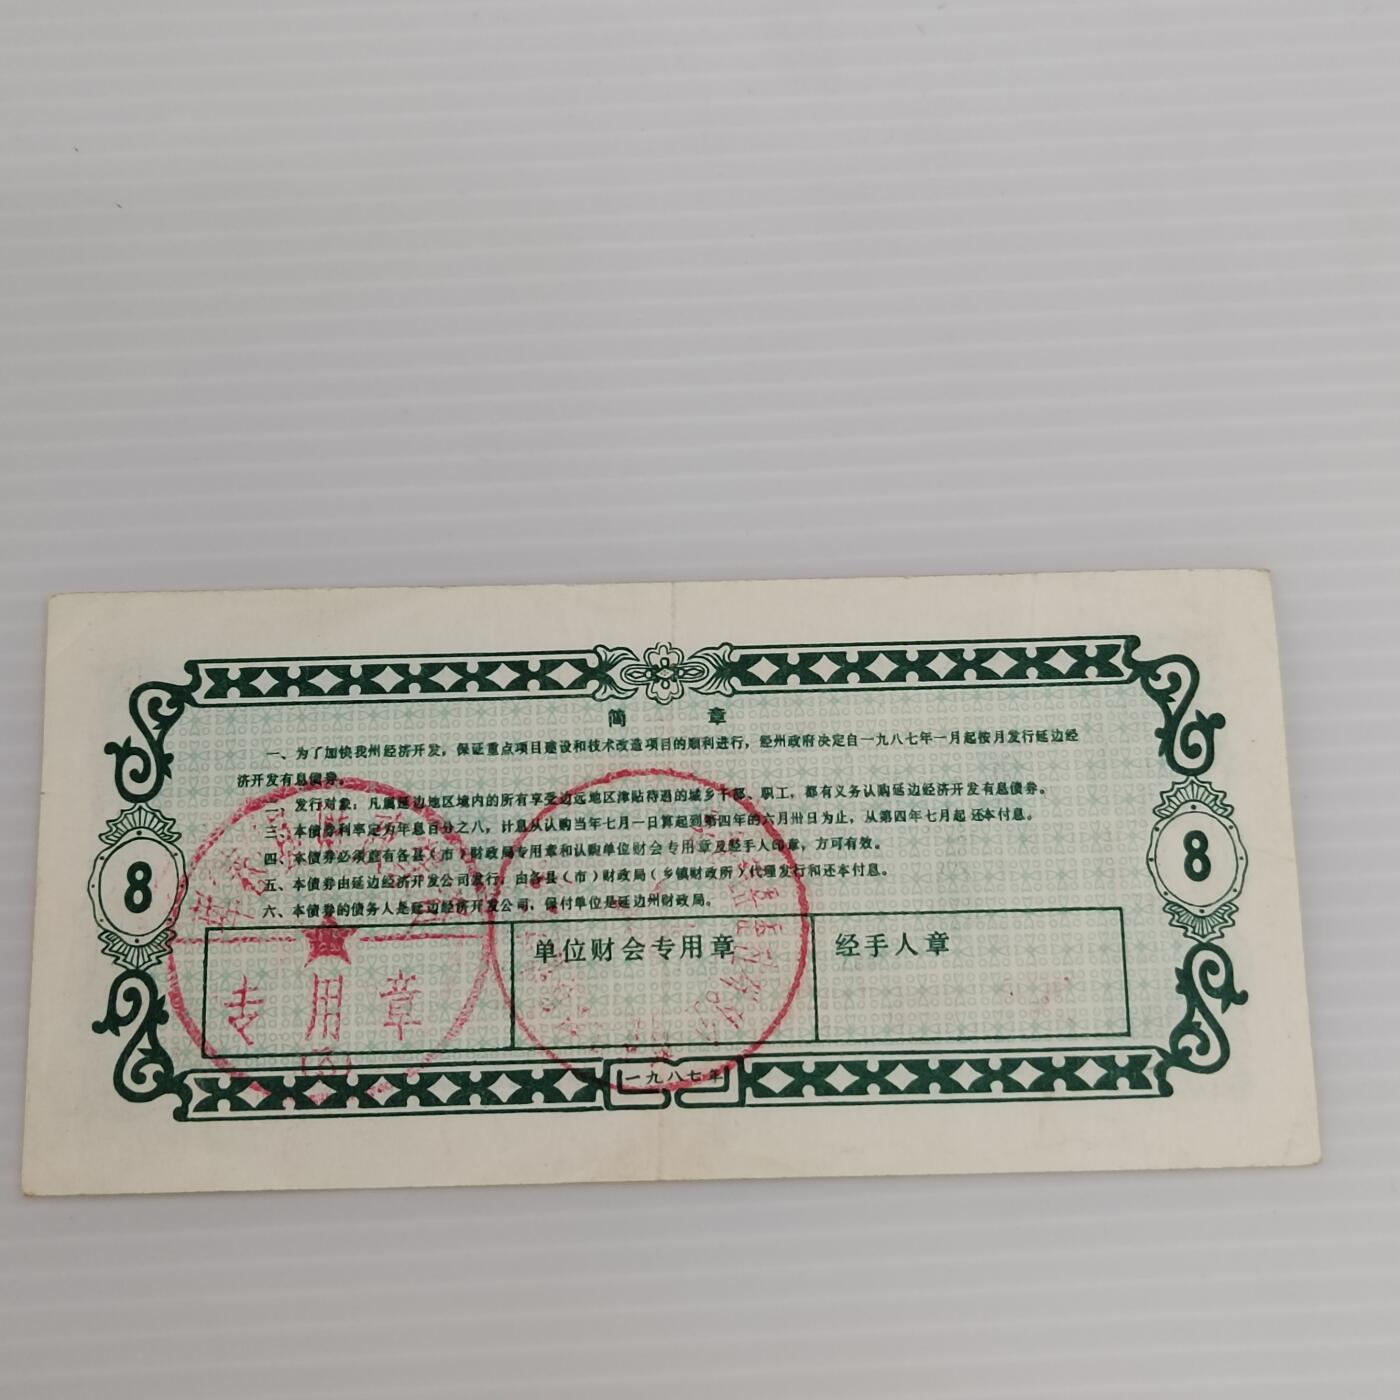 简章
一、为了加快我州经济开发，保证重点项目建设和技术改造项目的顺利进行，经州政府决定自一九八七年一月起按月发行延边经
济开发有息债券。
二、发行对象：凡属延边地区境内的所有享受边远地区津贴待遇的城乡干部、职工，都有义务认购延边经济开发有息债券。
三、本债券利率定为年息百分之八，计息从认购当年七月一日算起到第四年的六月卅日为止，从第四年七月起还本付息。
四、本债券必须盖有各县（市）财政局专用章和认购单位财会专用章及经手人印章，方可有效。
五、本债券由延边经济开发公司发行，由各县（市）财政局（乡镇财政所）代理发行和还本付息。
六、本债券的债务人是延边经济开发公司，保付单位是延边州财政局。
8
8
单位财会专用章
经手人章
专用章
一九八七年